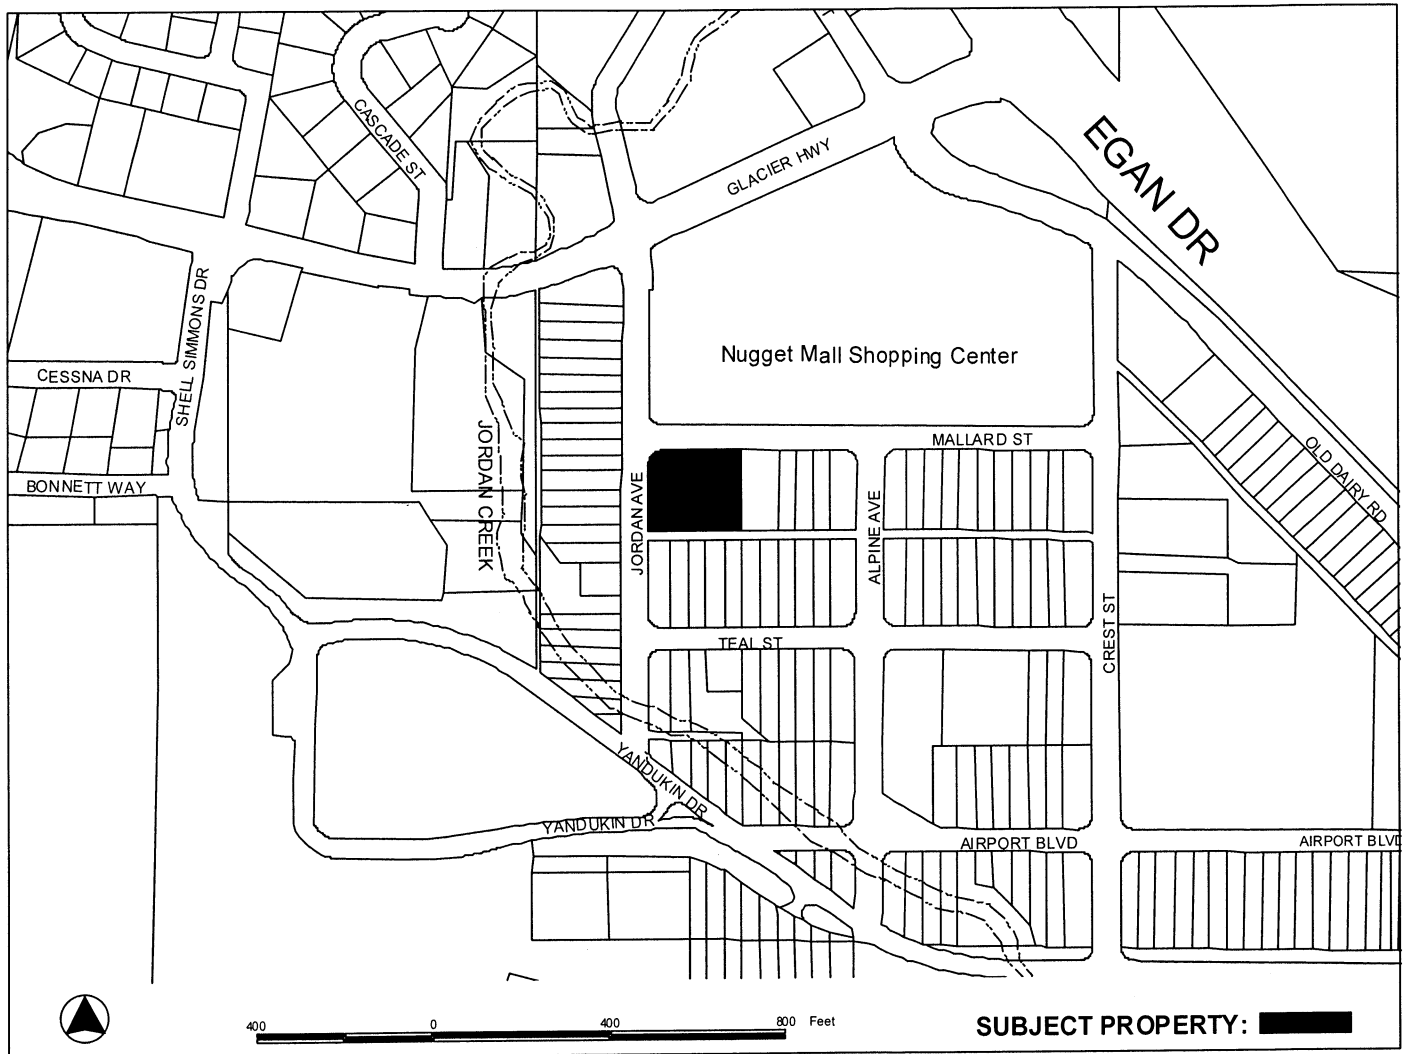 CASCADE ST
GLACIER HWY
EGAN DR
SHELL SIMMONS DR
Nugget Mall Shopping Center
CESSNA DR
JORDAN CREEK
MALLARD ST
OLD DAIRY RD
BONNETT WAY
JORDAN AVE
ALPINE AVE
CREST ST
TEAL ST
YANDUKIN DR
YANDUKIN DR
AIRPORT BLVD
AIRPORT BLVD
400 0 400 800 Feet
SUBJECT PROPERTY: